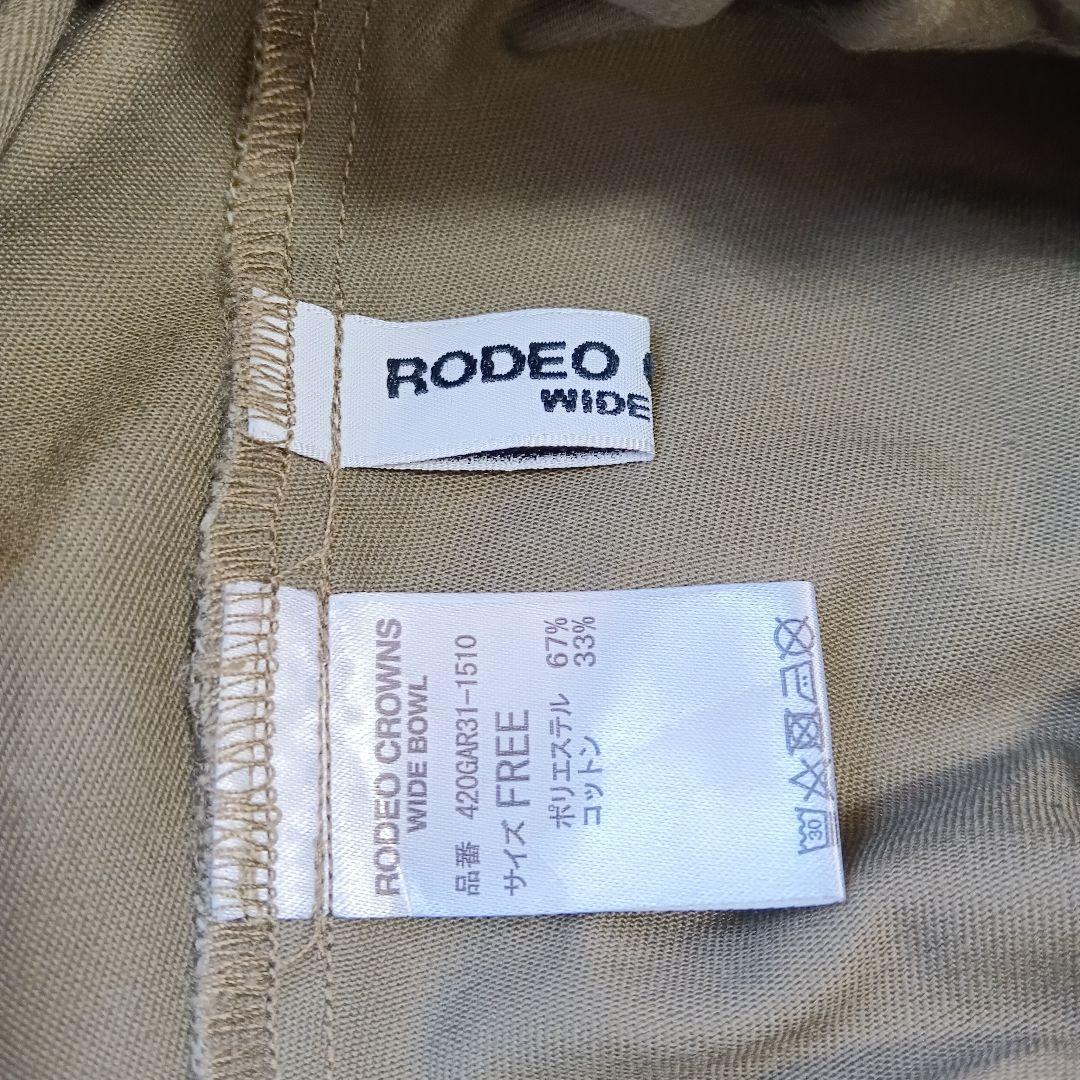 RODEO
WIDE
RODEO CROWNS
WIDE BOWL
品番 420GAR31-1510
サイズ FREE
ポリエステル 67%
コットン 33%
30